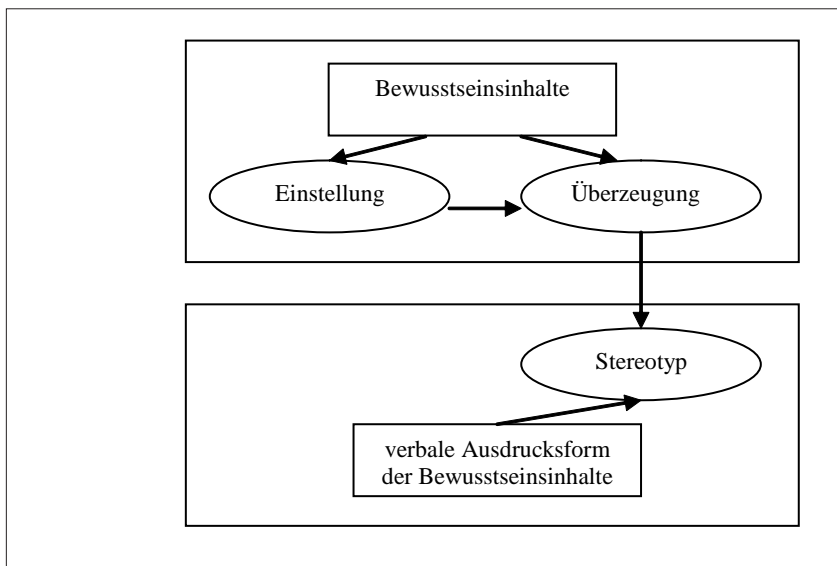 Bewusstseinsinhalte
Einstellung
Überzeugung
Stereotyp
verbale Ausdrucksform
der Bewusstseinsinhalte